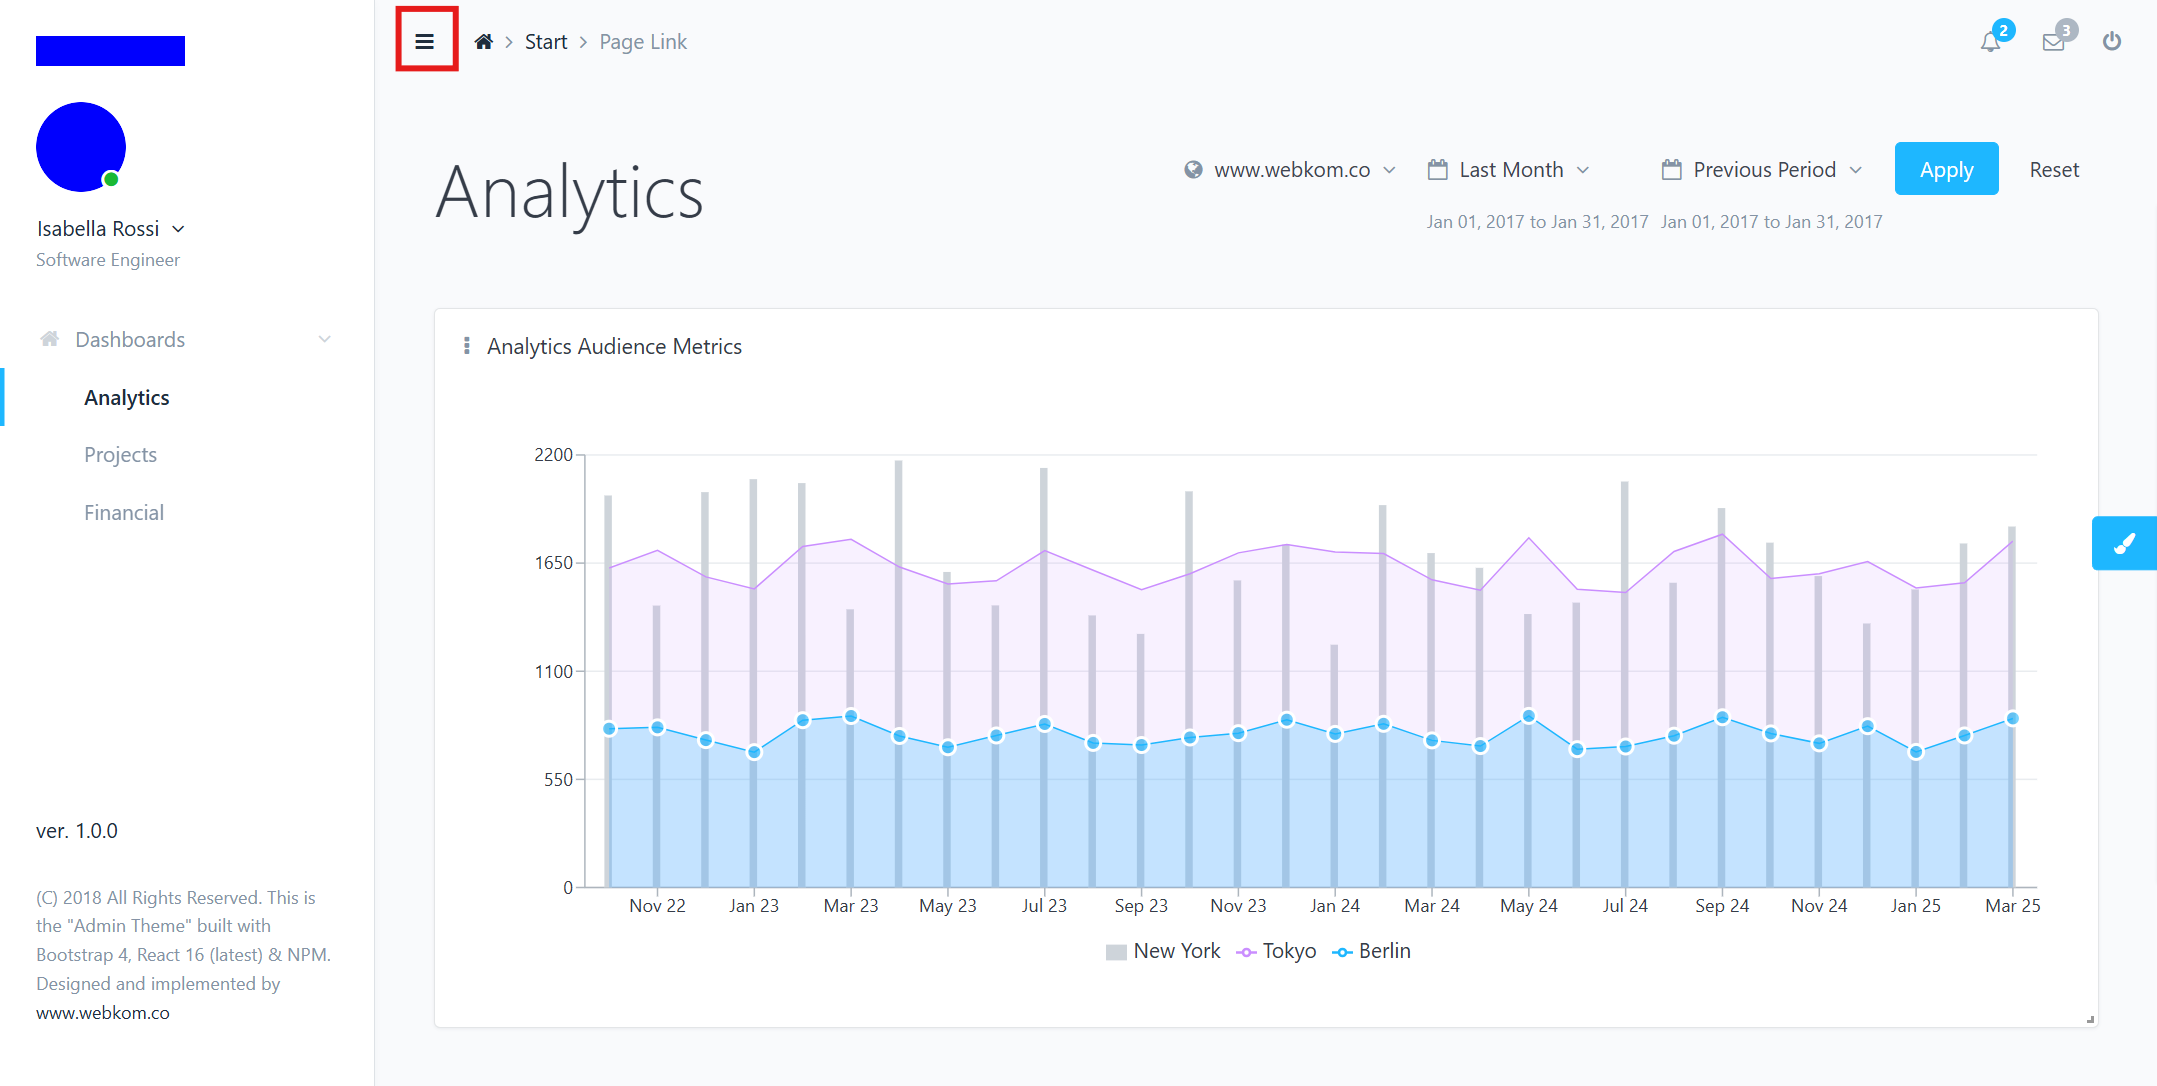 Start
Page Link
2
3
Isabella Rossi
Software Engineer
Dashboards
Analytics
Projects
Financial
ver. 1.0.0
(C) 2018 All Rights Reserved. This is
the "Admin Theme" built with
Bootstrap 4, React 16 (latest) & NPM.
Designed and implemented by
www.webkom.co
Analytics
www.webkom.co
Last Month
Previous Period
Apply
Reset
Jan 01, 2017 to Jan 31, 2017
Jan 01, 2017 to Jan 31, 2017
Analytics Audience Metrics
2200
1650
1100
550
0
Nov 22
Jan 23
Mar 23
May 23
Jul 23
Sep 23
Nov 23
Jan 24
Mar 24
May 24
Jul 24
Sep 24
Nov 24
Jan 25
Mar 25
New York
Tokyo
Berlin